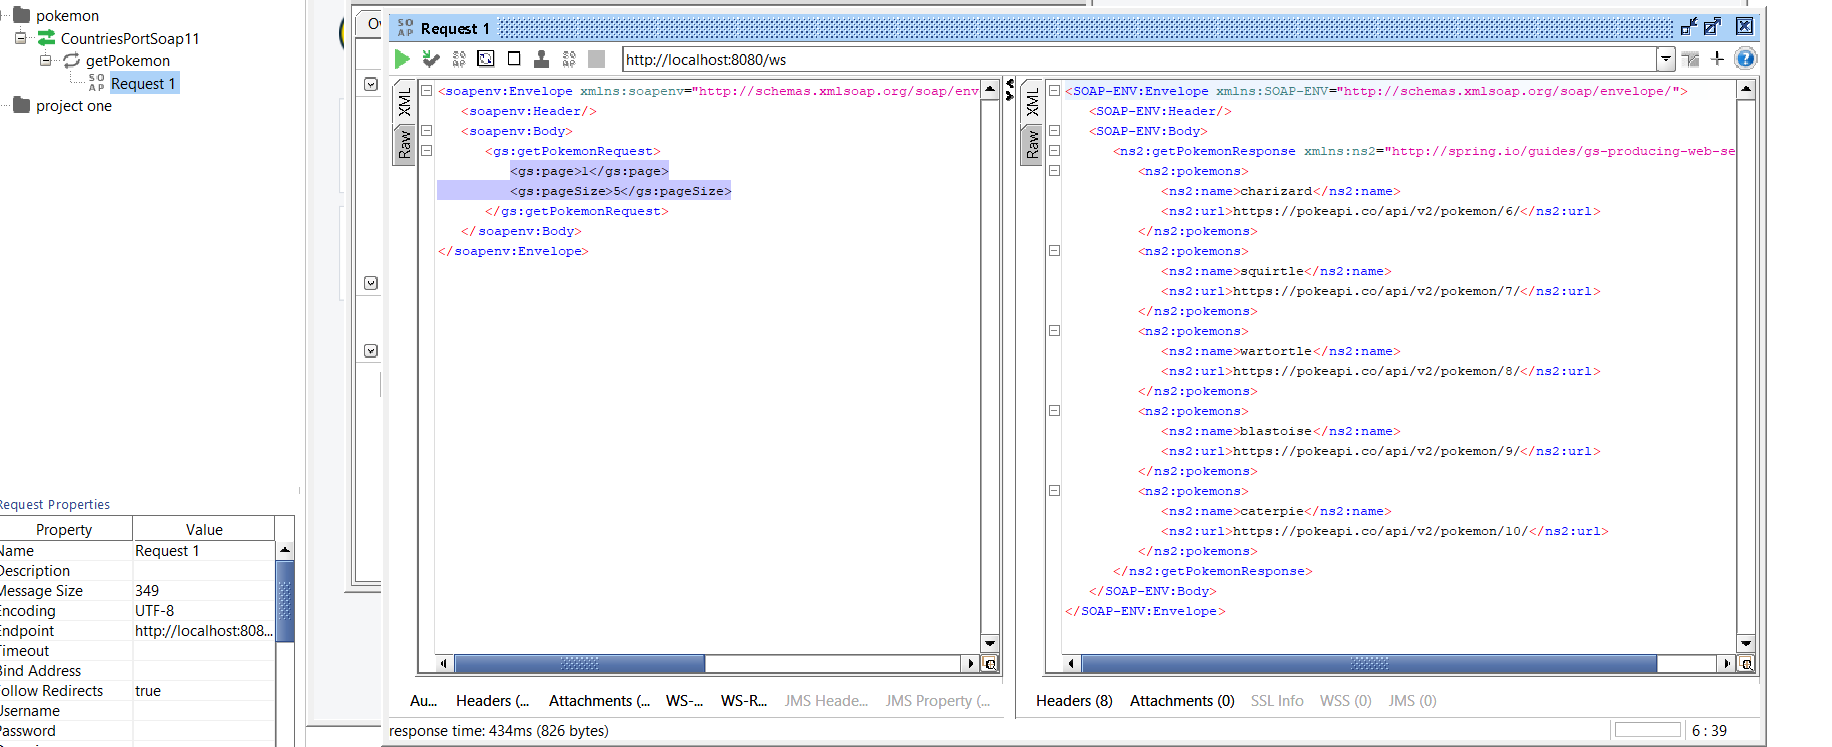 pokemon
CountriesPortSoap11
getPokemon
SO
AP
Request 1
project one
Request Properties
Property Value
Name Request 1
Description
Message Size 349
Encoding UTF-8
Endpoint http://localhost:808...
Timeout
Bind Address
Follow Redirects true
Username
Password
Ov
SO
AP
Request 1
http://localhost:8080/ws
XML
Raw
<soapenv:Envelope xmlns:soapenv="http://schemas.xmlsoap.org/soap/env
<soapenv:Header/>
<soapenv:Body>
<gs:getPokemonRequest>
<gs:page>1</gs:page>
<gs:pageSize>5</gs:pageSize>
</gs:getPokemonRequest>
</soapenv:Body>
</soapenv:Envelope>
Au... Headers (... Attachments (... WS-... WS-R... JMS Heade... JMS Property (...
XML
Raw
<SOAP-ENV:Envelope xmlns:SOAP-ENV="http://schemas.xmlsoap.org/soap/envelope/">
<SOAP-ENV:Header/>
<SOAP-ENV:Body>
<ns2:getPokemonResponse xmlns:ns2="http://spring.io/guides/gs-producing-web-se
<ns2:pokemons>
<ns2:name>charizard</ns2:name>
<ns2:url>https://pokeapi.co/api/v2/pokemon/6/</ns2:url>
</ns2:pokemons>
<ns2:pokemons>
<ns2:name>squirtle</ns2:name>
<ns2:url>https://pokeapi.co/api/v2/pokemon/7/</ns2:url>
</ns2:pokemons>
<ns2:pokemons>
<ns2:name>wartortle</ns2:name>
<ns2:url>https://pokeapi.co/api/v2/pokemon/8/</ns2:url>
</ns2:pokemons>
<ns2:pokemons>
<ns2:name>blastoise</ns2:name>
<ns2:url>https://pokeapi.co/api/v2/pokemon/9/</ns2:url>
</ns2:pokemons>
<ns2:pokemons>
<ns2:name>caterpie</ns2:name>
<ns2:url>https://pokeapi.co/api/v2/pokemon/10/</ns2:url>
</ns2:pokemons>
</ns2:getPokemonResponse>
</SOAP-ENV:Body>
</SOAP-ENV:Envelope>
Headers (8) Attachments (0) SSL Info WSS (0) JMS (0)
response time: 434ms (826 bytes)
6 : 39